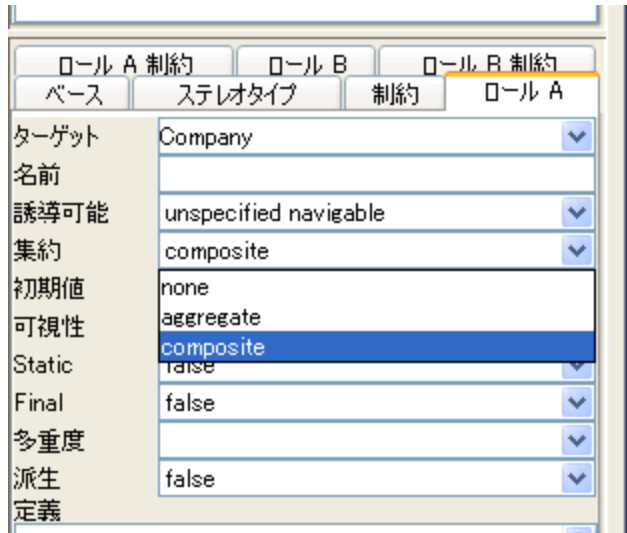 ロール A 制約 ロール B ロール B 制約
ベース ステレオタイプ 制約 ロール A
ターゲット Company
名前
誘導可能 unspecified navigable
集約 composite
初期値 none
可視性 aggregate
composite
Static false
Final false
多重度
派生 false
定義